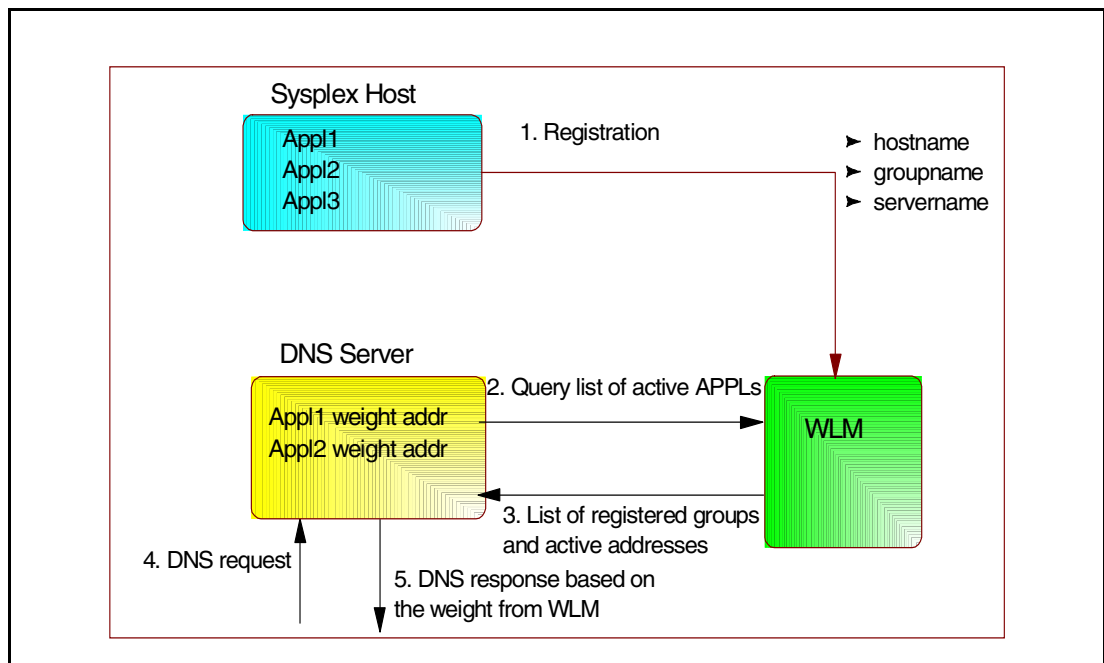 Sysplex Host
Appl1
Appl2
Appl3
1. Registration
hostname
groupname
servername
DNS Server
Appl1 weight addr
Appl2 weight addr
2. Query list of active APPLs
WLM
3. List of registered groups
and active addresses
4. DNS request
5. DNS response based on
the weight from WLM